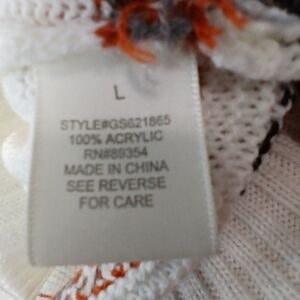 L
STYLE#GS621865
100% ACRYLIC
RN#89354
MADE IN CHINA
SEE REVERSE
FOR CARE